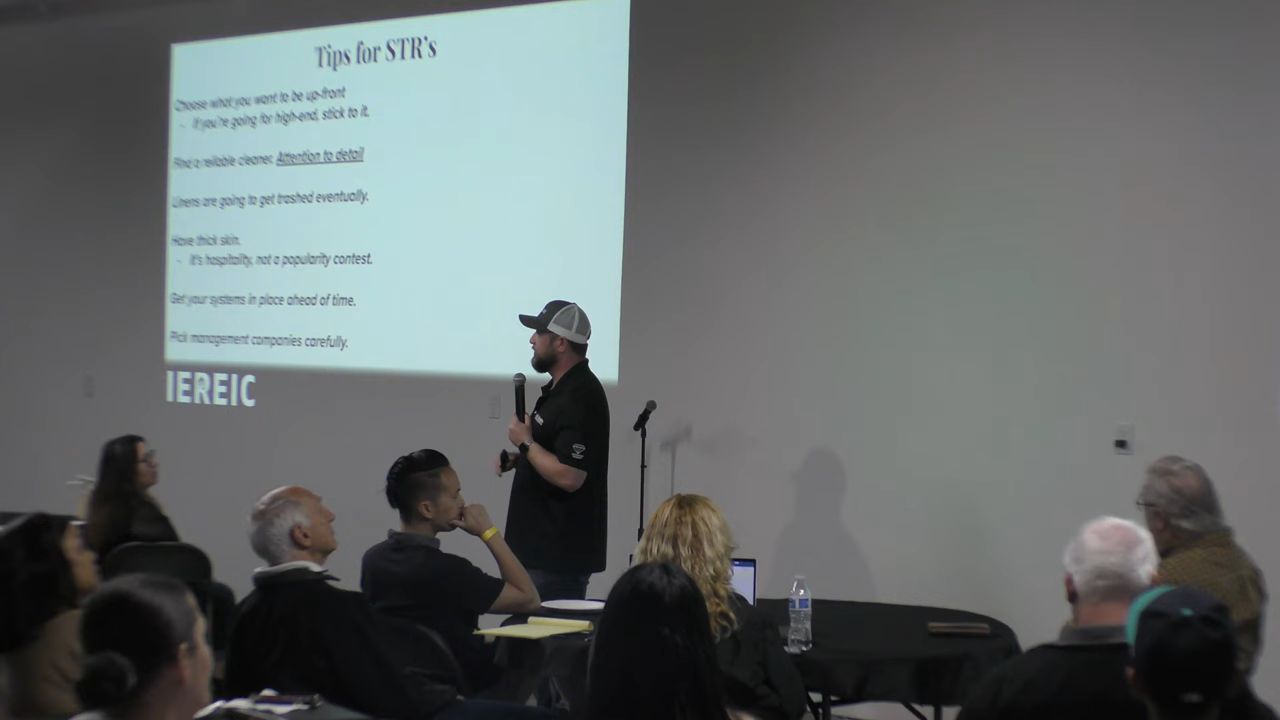 Tips for STR's
Choose what you want to be up-front
- If you're going for high-end, stick to it.
Find a reliable cleaner. Attention to detail
Linens are going to get trashed eventually.
Have thick skin.
- It's hospitality, not a popularity contest.
Get your systems in place ahead of time.
Pick management companies carefully.
IEREIC